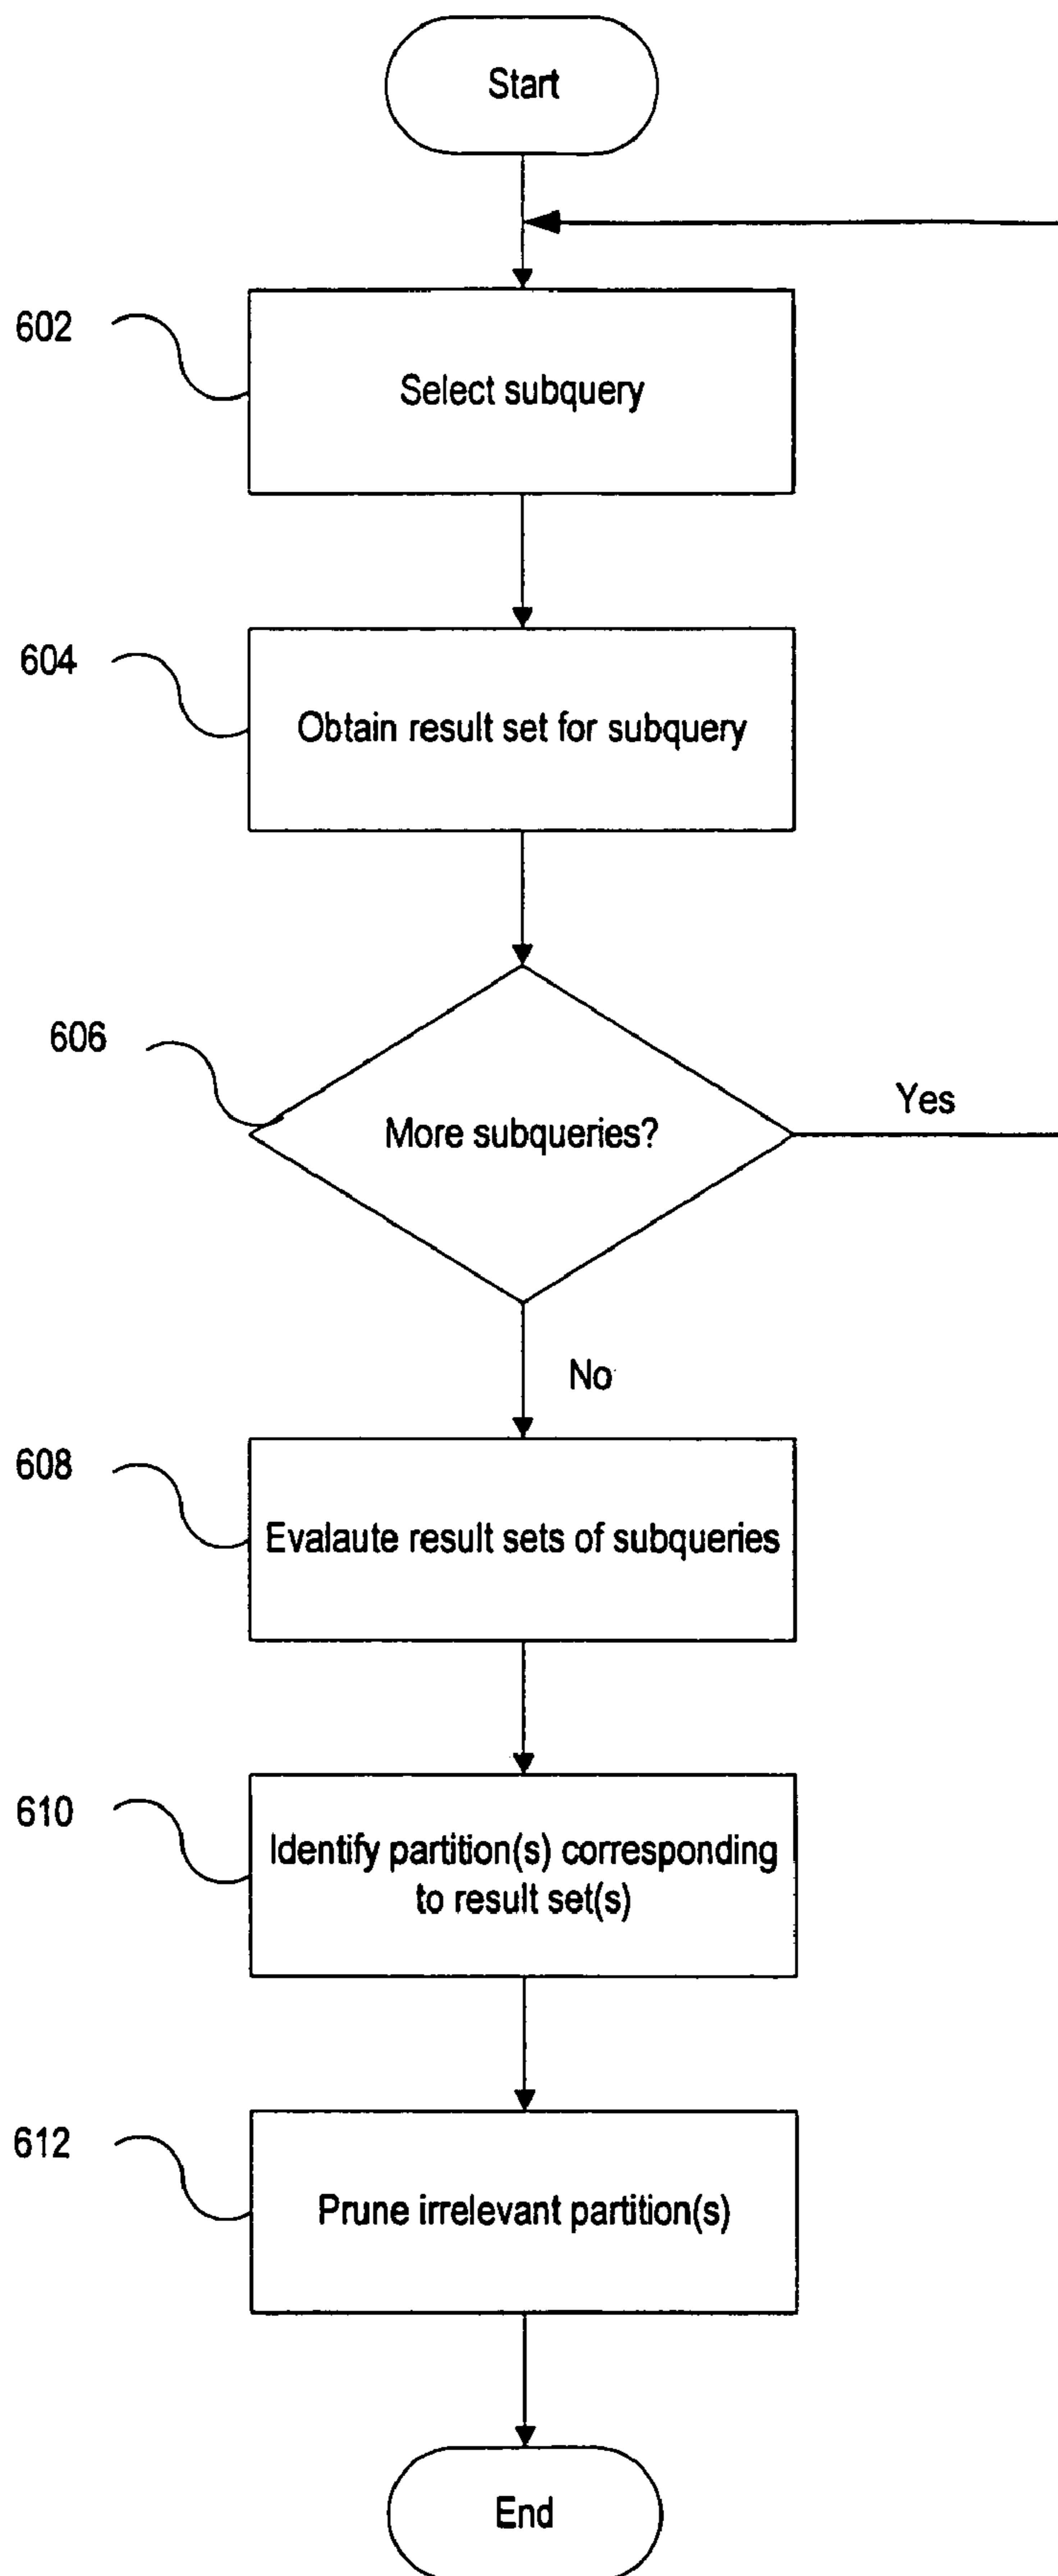 Start
602
Select subquery
604
Obtain result set for subquery
606
More subqueries?
Yes
No
608
Evalaute result sets of subqueries
610
Identify partition(s) corresponding
to result set(s)
612
Prune irrelevant partition(s)
End